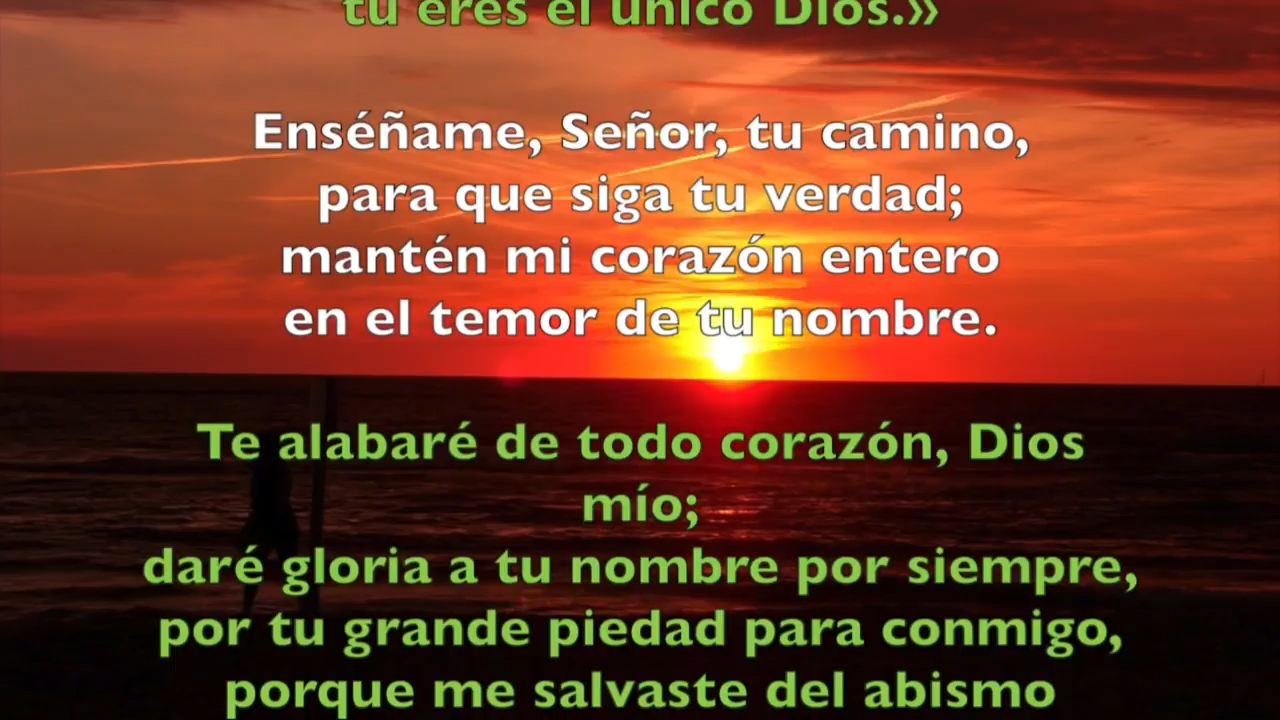 tú eres el único Dios.»
Enséñame, Señor, tu camino,
para que siga tu verdad;
mantén mi corazón entero
en el temor de tu nombre.
Te alabaré de todo corazón, Dios
mío;
daré gloria a tu nombre por siempre,
por tu grande piedad para conmigo,
porque me salvaste del abismo